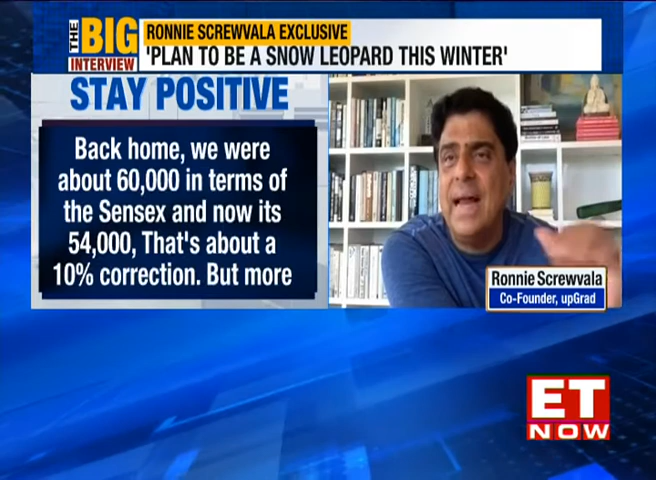 THE
BIG
INTERVIEW
RONNIE SCREWVALA EXCLUSIVE
'PLAN TO BE A SNOW LEOPARD THIS WINTER'
STAY POSITIVE
Back home, we were
about 60,000 in terms of
the Sensex and now its
54,000, That's about a
10% correction. But more
Ronnie Screwvala
Co-Founder, upGrad
ET
NOW